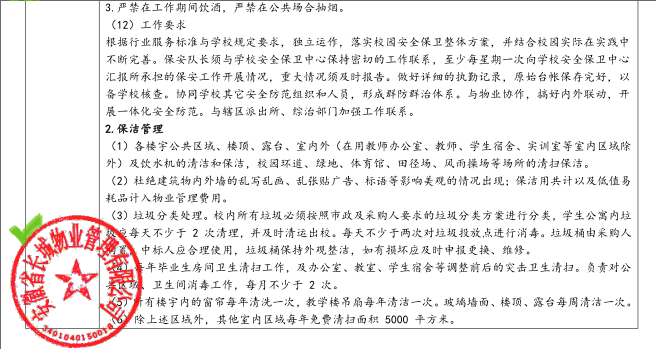 3.严禁在工作期间饮酒，严禁在公共场合抽烟。
（12）工作要求
根据行业服务标准与学校规定要求，独立运作，落实校园安全保卫整体方案，并结合校园实际在实践中
不断完善。保安队长须与学校安全保卫中心保持密切的工作联系，至少每星期一次向学校安全保卫中心
汇报所承担的保安工作开展情况，重大情况须及时报告。做好详细的执勤记录，原始台帐保存完好，以
备学校核查。协同学校其它安全防范组织和人员，形成群防群治体系。与物业协作，搞好内外联动，开
展一体化安全防范。与辖区派出所、综治部门加强工作联系。
2.保洁管理
（1）各楼宇公共区域、楼顶、露台、室内外（在用教师办公室、教师、学生宿舍、实训室等室内区域除
外）及饮水机的清洁和保洁，校园环道、绿地、体育馆、田径场、风雨操场等场所的清扫保洁。
（2）杜绝建筑物内外墙的乱写乱画、乱张贴广告、标语等影响美观的情况出现；保洁用共计以及低值易
耗品计入物业管理费用。
（3）垃圾分类处理。校内所有垃圾必须按照市政及采购人要求的垃圾分类方案进行分类，学生公寓内垃
圾应每天不少于 2 次清理，并及时清运出校。每天不少于两次对垃圾投放点进行消毒。垃圾桶由采购人
中标人应合理使用，垃圾桶保持外观整洁，如有损坏应及时申报更换、维修。
年毕业生房间卫生清扫工作，及办公室、教室、学生宿舍等调整前后的突击卫生清扫。负责对公
域、卫生间消毒工作，每月不少于 2 次。
（5）所有楼宇内的窗帘每年清洗一次，教学楼吊扇每年清洁一次。玻璃墙面、楼顶、露台每周清洁一次。
（6）除上述区域外，其他室内区域每年免费清扫面积 5000 平方米。
安徽省长城物业管理有限公司
3401040150018